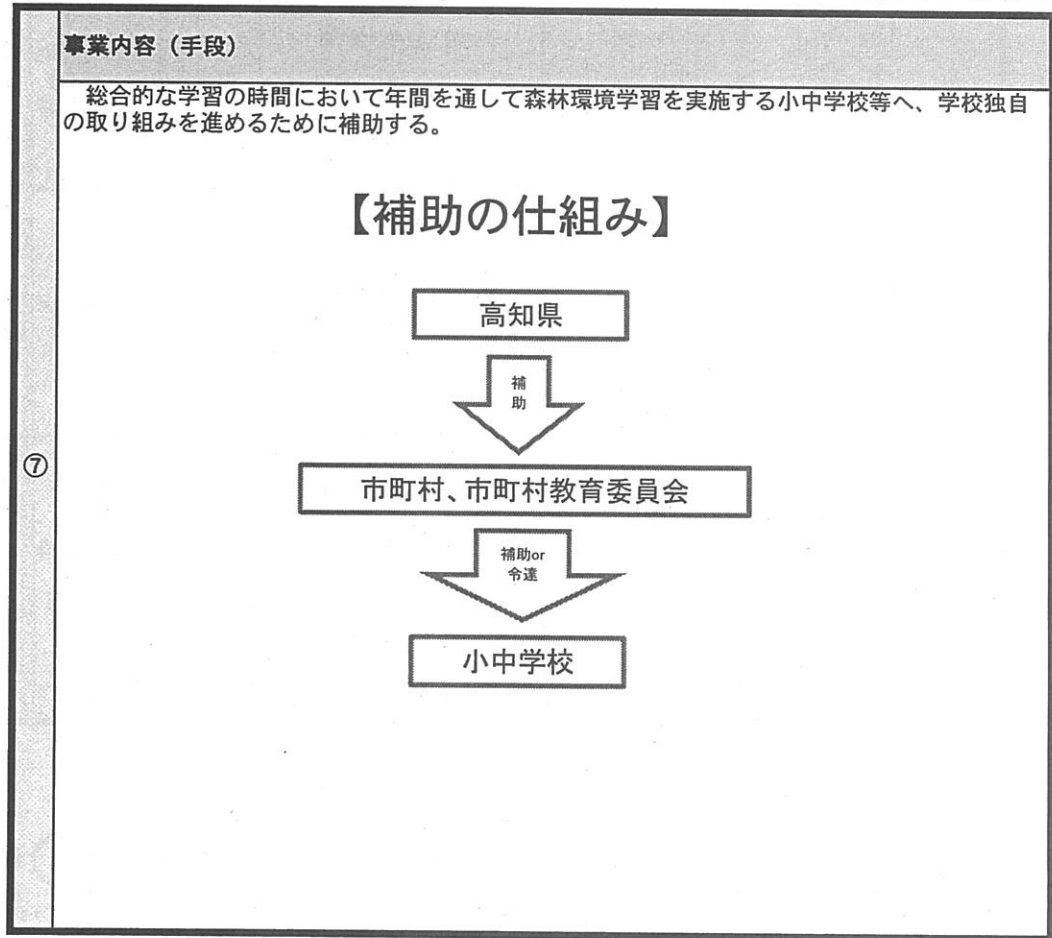 事業内容（手段）
総合的な学習の時間において年間を通して森林環境学習を実施する小中学校等へ、学校独自
の取り組みを進めるために補助する。
【補助の仕組み】
高知県
補
助
⑦
市町村、市町村教育委員会
補助or
令達
小中学校